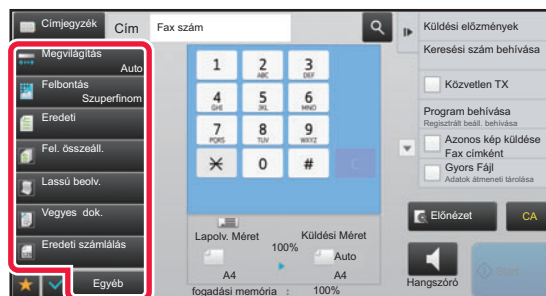 Címjegyzék
Cím
Fax szám
Megvilágítás
Auto
Felbontás
Szuperfinom
Eredeti
Fel. összeáll.
Lassú beolv.
Vegyes dok.
Eredeti számlálás
Egyéb
1
2
ABC
3
DEF
4
GHI
5
JKL
6
MNO
7
PQRS
8
TUV
9
WXYZ
0
#
C
Lapolv. Méret
100%
Küldési Méret
Auto
A4
A4
fogadási memória : 100%
Küldési előzmények
Keresési szám behívása
Közvetlen TX
Program behívása
Regisztrált beáll. behívása
Azonos kép küldése
Fax címként
Gyors Fájl
Adatok átmeneti tárolása
Előnézet
CA
Hangszóró
Start